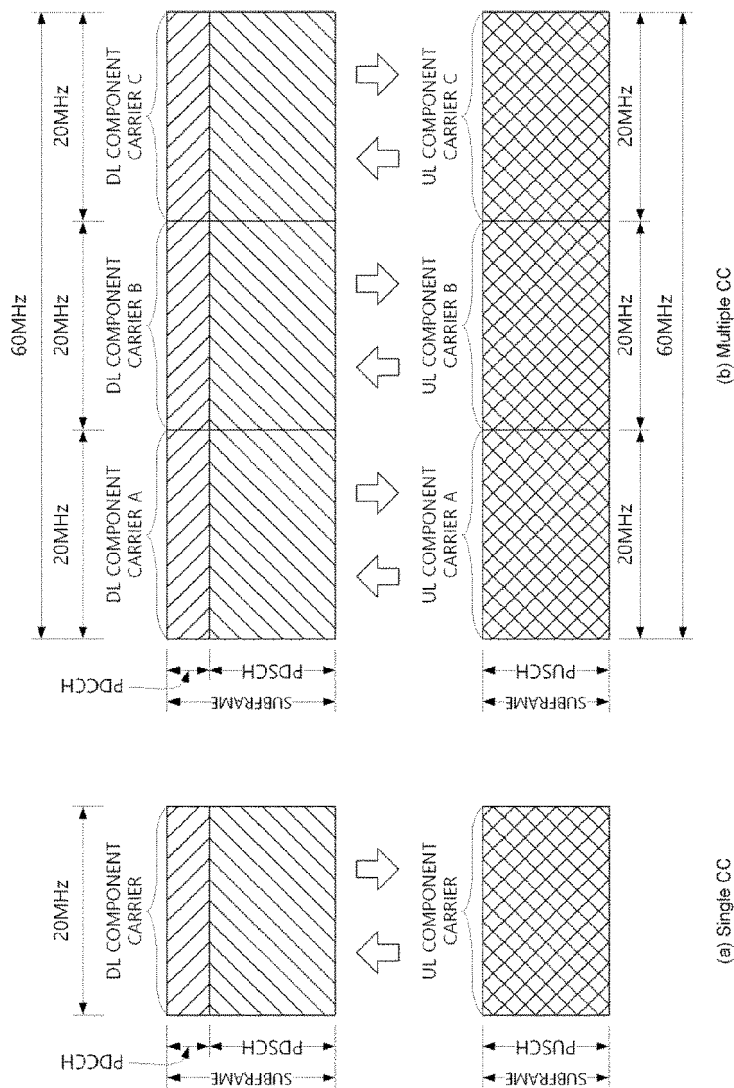 20MHz
DL COMPONENT
CARRIER
PDCCH
PDSCH
SUBFRAME
UL COMPONENT
CARRIER
PUSCH
SUBFRAME
(a) Single CC
60MHz
20MHz
20MHz
20MHz
DL COMPONENT
CARRIER A
DL COMPONENT
CARRIER B
DL COMPONENT
CARRIER C
PDCCH
PDSCH
SUBFRAME
UL COMPONENT
CARRIER A
UL COMPONENT
CARRIER B
UL COMPONENT
CARRIER C
PUSCH
SUBFRAME
20MHz
20MHz
20MHz
60MHz
(b) Multiple CC